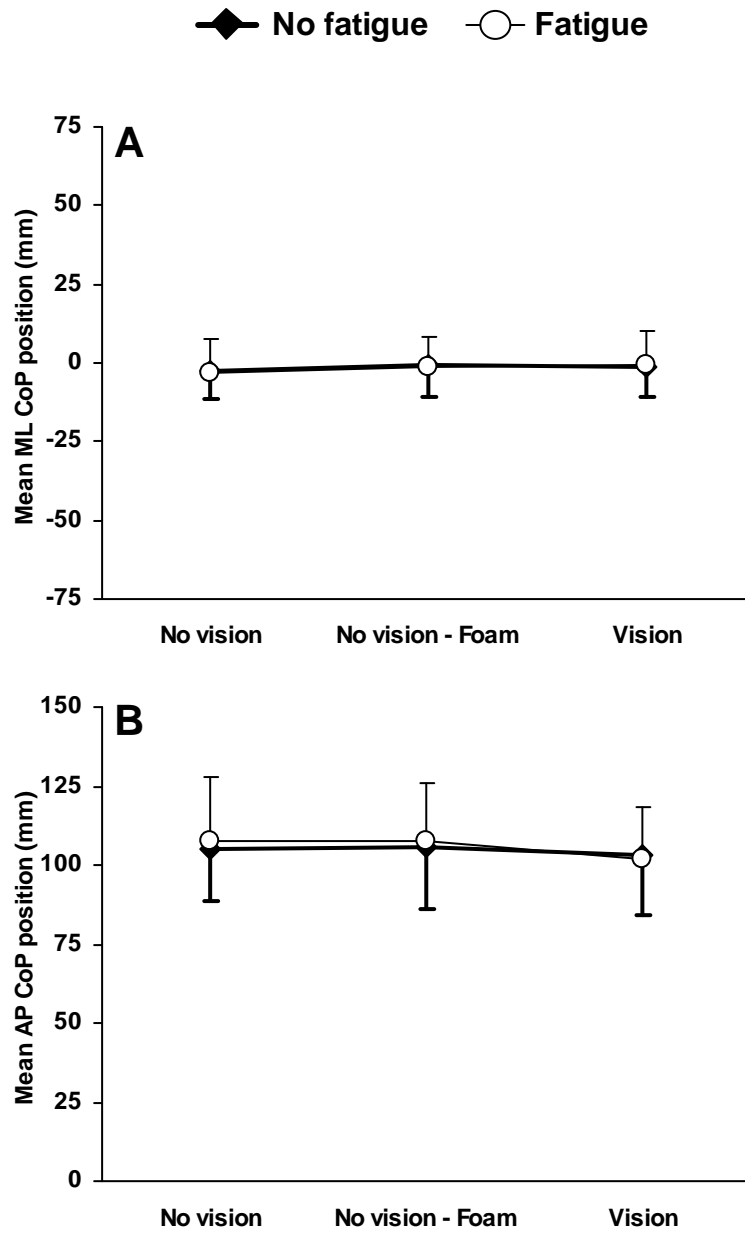 No fatigue Fatigue
A
Mean ML CoP position (mm)
75
50
25
0
-25
-50
-75
No vision No vision - Foam Vision
B
Mean AP CoP position (mm)
150
125
100
75
50
25
0
No vision No vision - Foam Vision